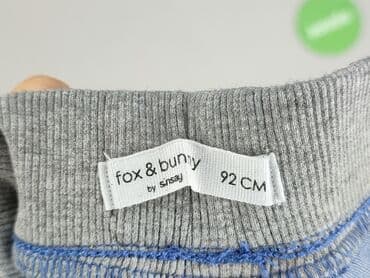 fox & bunny
by sinsay
92 CM